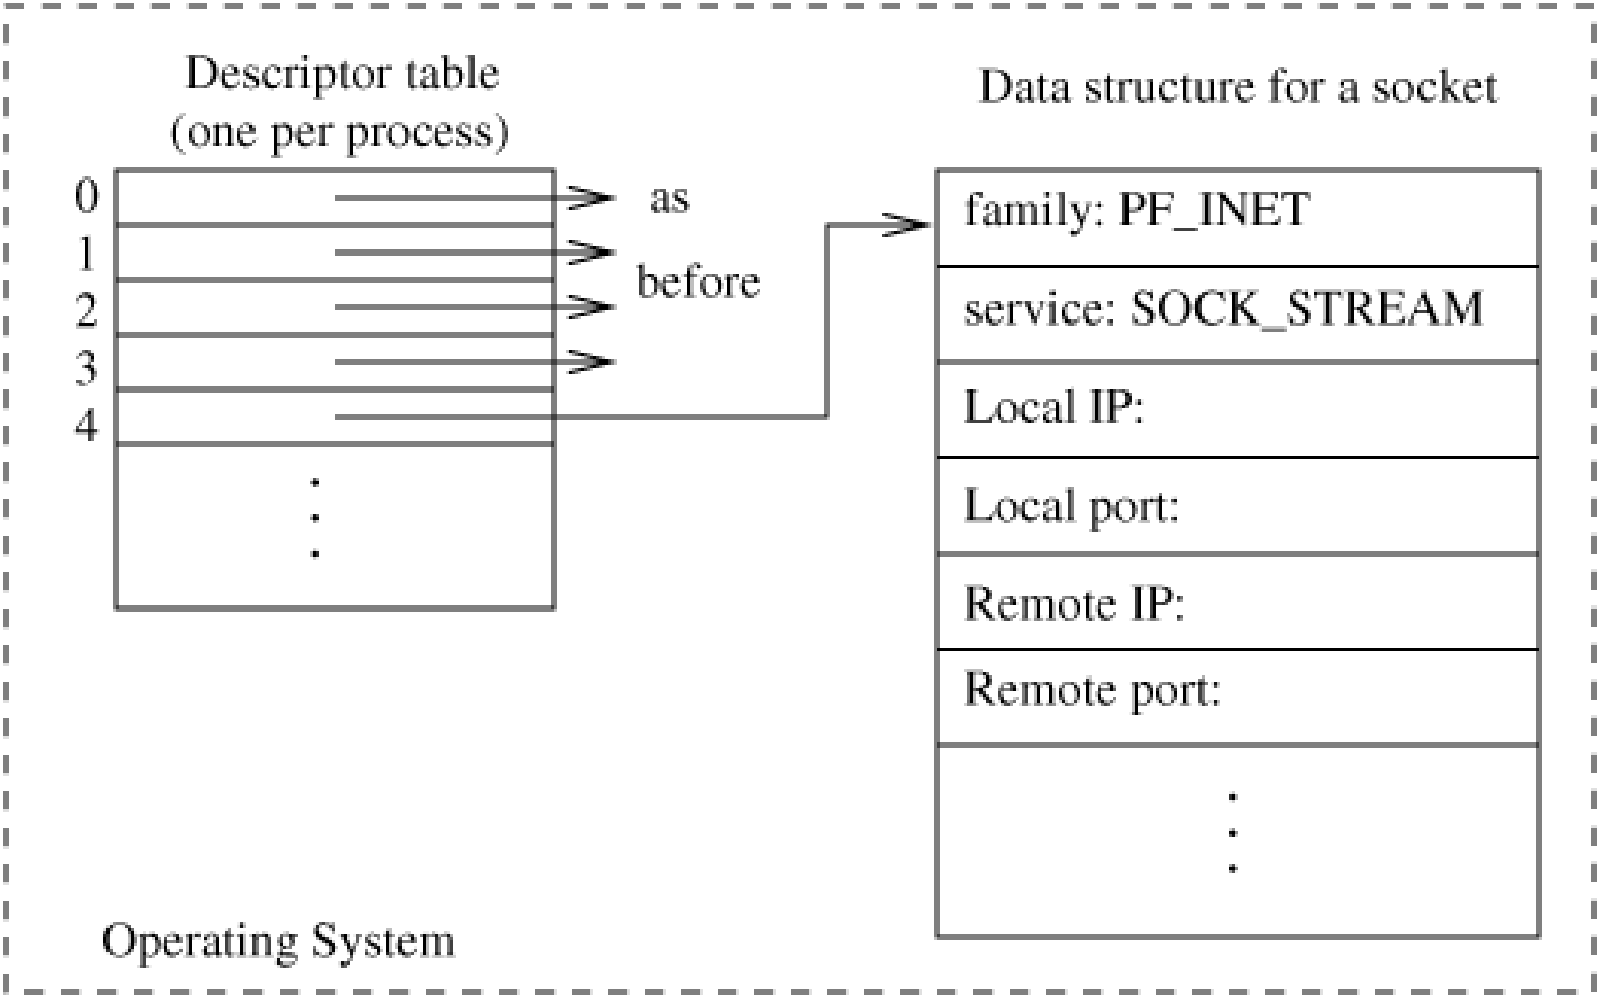 Descriptor table
(one per process)
0
1
2
3
4
as
before
Data structure for a socket
family: PF_INET
service: SOCK_STREAM
Local IP:
Local port:
Remote IP:
Remote port:
Operating System